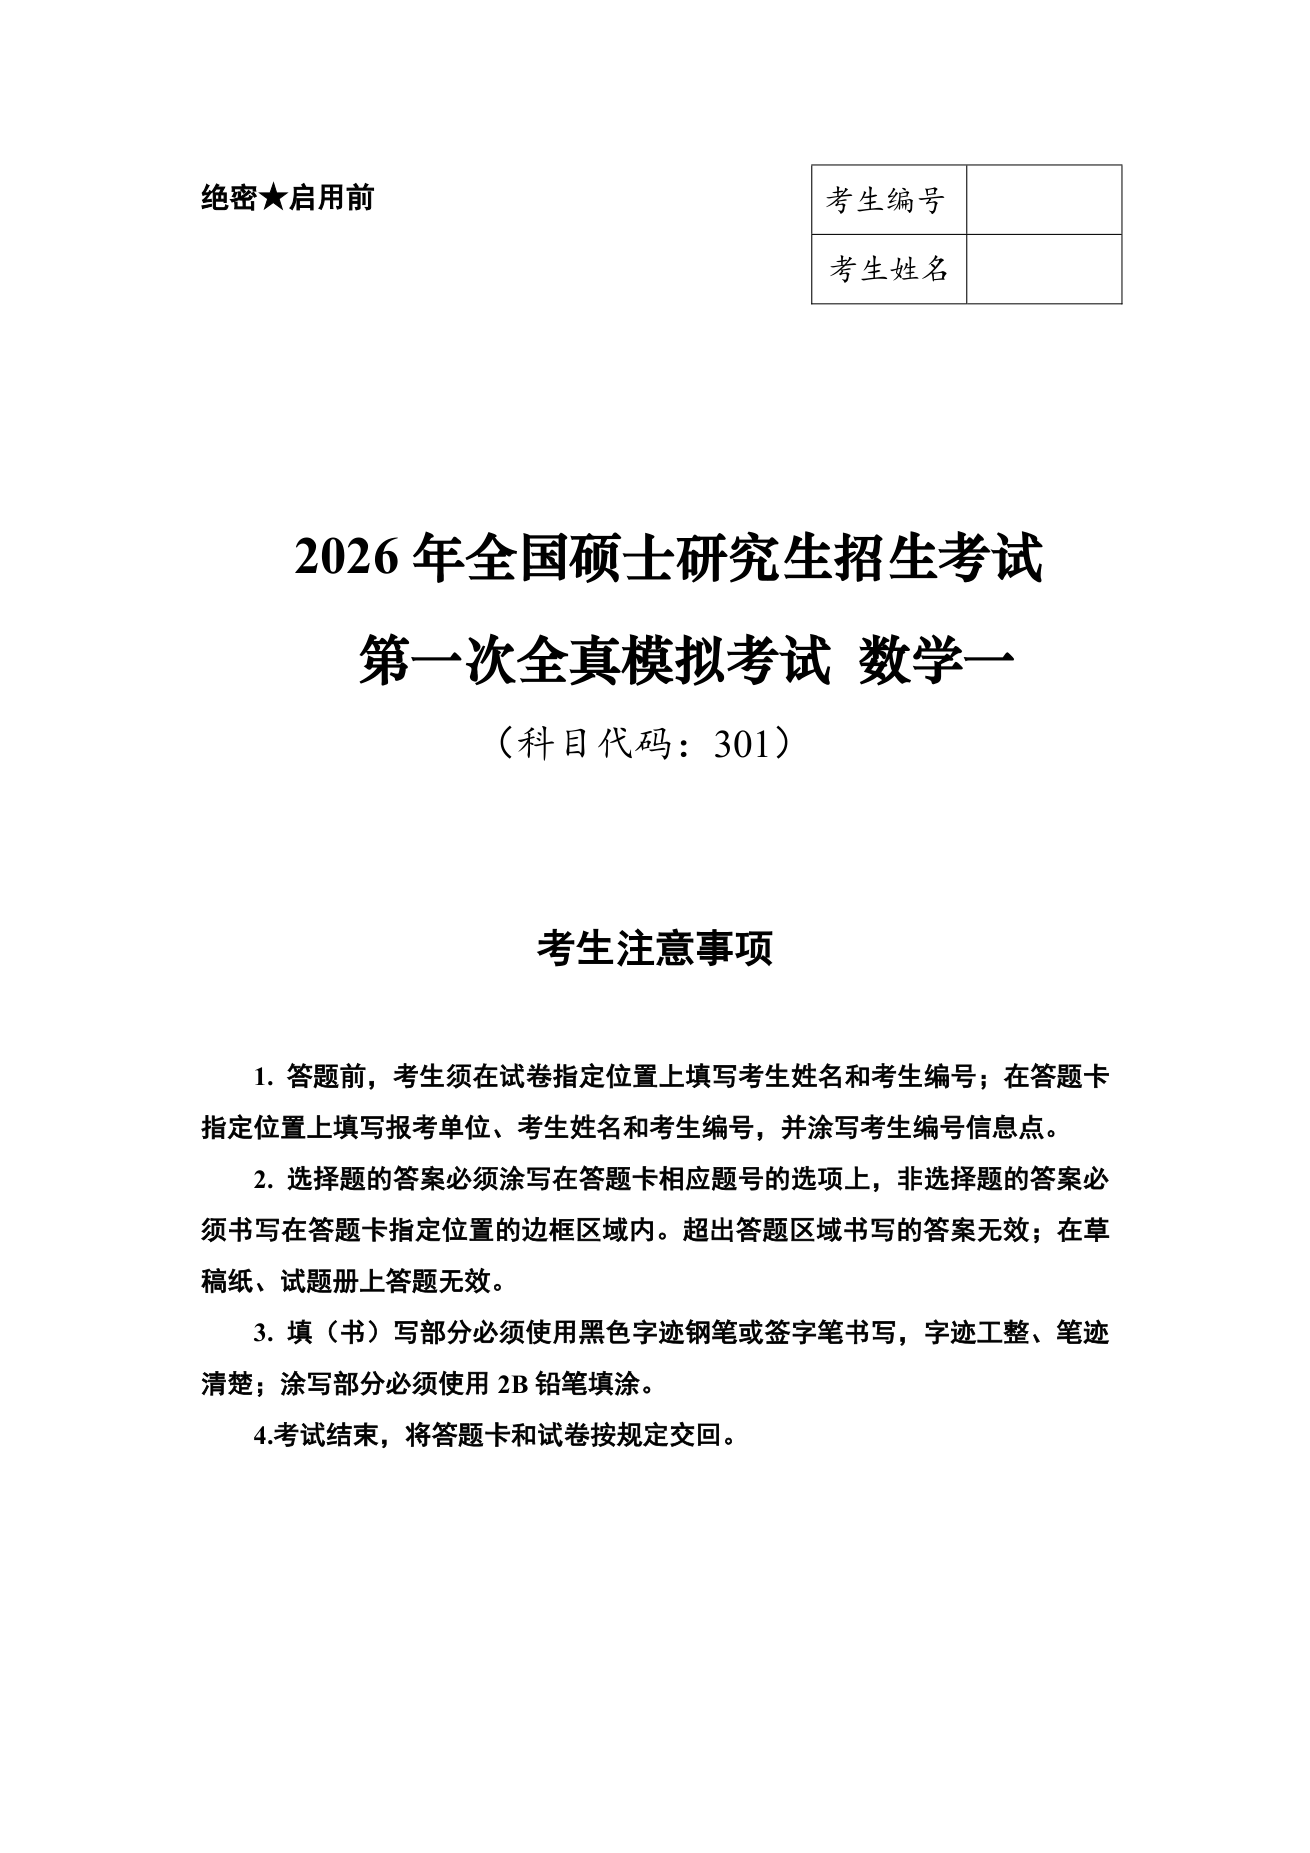 绝密★启用前
考生编号
考生姓名
2026 年全国硕士研究生招生考试
第一次全真模拟考试 数学一
（科目代码：301）
考生注意事项
1. 答题前，考生须在试卷指定位置上填写考生姓名和考生编号；在答题卡
指定位置上填写报考单位、考生姓名和考生编号，并涂写考生编号信息点。
2. 选择题的答案必须涂写在答题卡相应题号的选项上，非选择题的答案必
须书写在答题卡指定位置的边框区域内。超出答题区域书写的答案无效；在草
稿纸、试题册上答题无效。
3. 填（书）写部分必须使用黑色字迹钢笔或签字笔书写，字迹工整、笔迹
清楚；涂写部分必须使用 2B 铅笔填涂。
4.考试结束，将答题卡和试卷按规定交回。